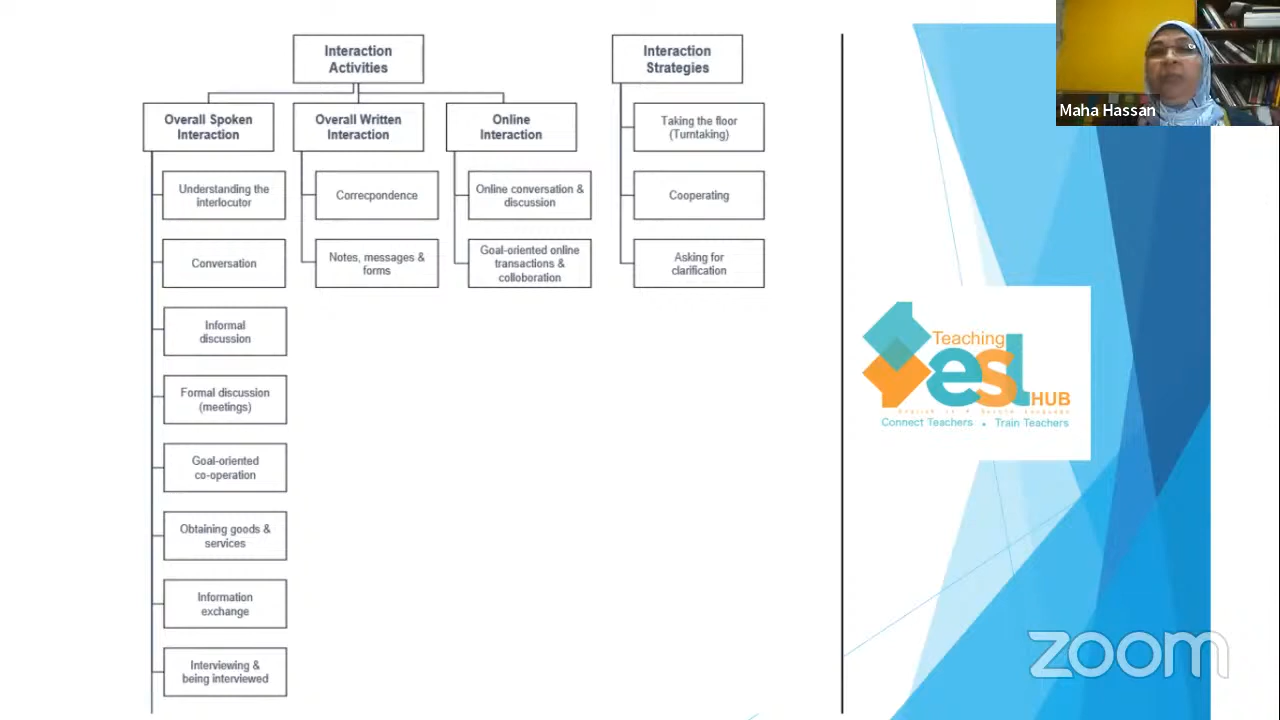 Interaction
Activities
Interaction
Strategies
Overall Spoken
Interaction
Overall Written
Interaction
Online
Interaction
Taking the floor
(Turntaking)
Understanding the
interlocutor
Correcpondence
Online conversation &
discussion
Cooperating
Conversation
Notes, messages &
forms
Goal-oriented online
transactions &
colloboration
Asking for
clarification
Informal
discussion
Formal discussion
(meetings)
Goal-oriented
co-operation
Obtaining goods &
services
Information
exchange
Interviewing &
being interviewed
Maha Hassan
Teaching
esl
HUB
Connect Teachers . Train Teachers
zoom